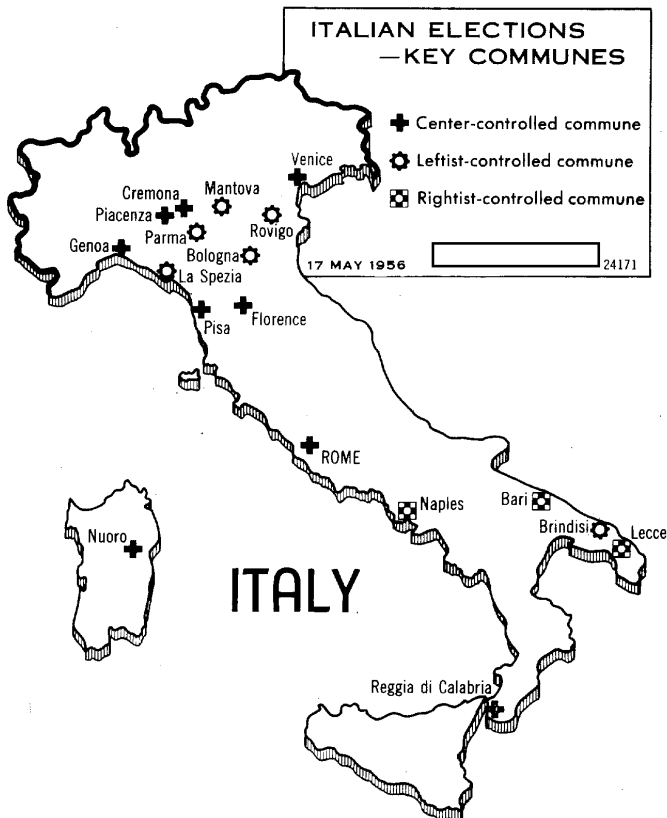 ITALIAN ELECTIONS
—KEY COMMUNES
Center-controlled commune
Leftist-controlled commune
Rightist-controlled commune
17 MAY 1956
24171
Venice
Mantova
Cremona
Piacenza
Rovigo
Parma
Genoa
Bologna
La Spezia
Pisa
Florence
ROME
Naples
Bari
Brindisi
Lecce
Nuoro
ITALY
Reggia di Calabria